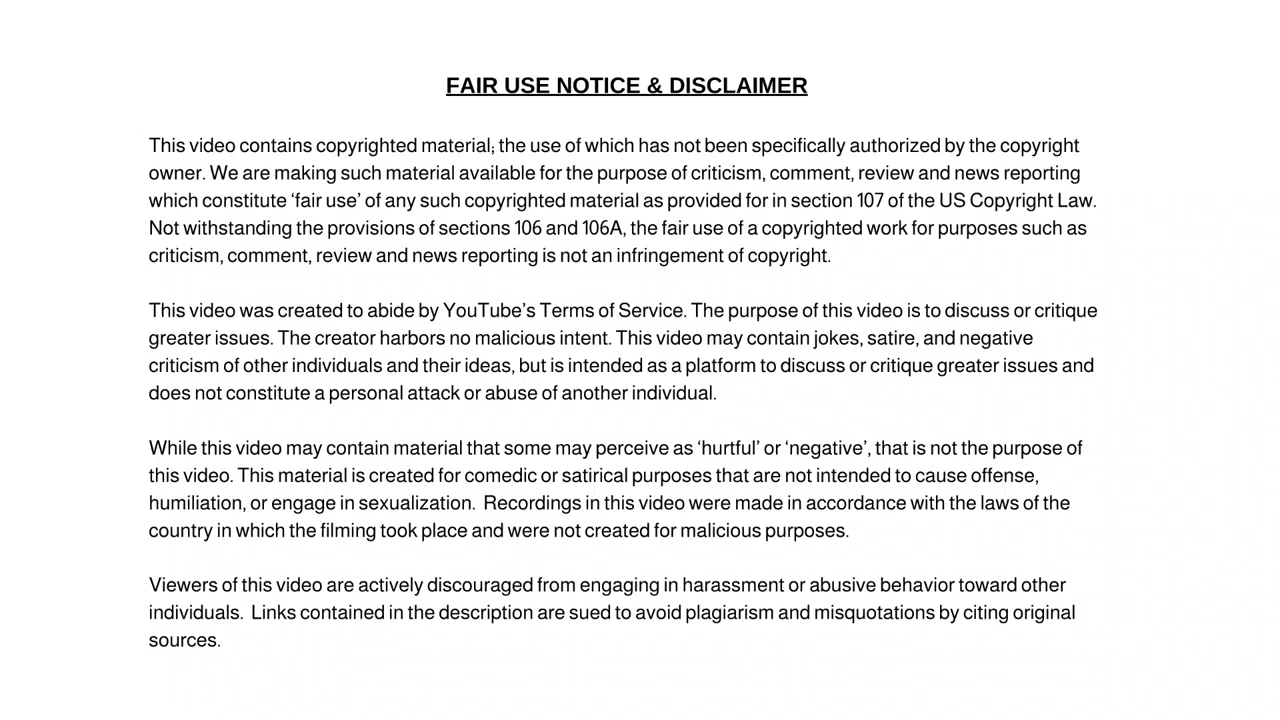 FAIR USE NOTICE & DISCLAIMER
This video contains copyrighted material; the use of which has not been specifically authorized by the copyright
owner. We are making such material available for the purpose of criticism, comment, review and news reporting
which constitute ‘fair use’ of any such copyrighted material as provided for in section 107 of the US Copyright Law.
Not withstanding the provisions of sections 106 and 106A, the fair use of a copyrighted work for purposes such as
criticism, comment, review and news reporting is not an infringement of copyright.
This video was created to abide by YouTube’s Terms of Service. The purpose of this video is to discuss or critique
greater issues. The creator harbors no malicious intent. This video may contain jokes, satire, and negative
criticism of other individuals and their ideas, but is intended as a platform to discuss or critique greater issues and
does not constitute a personal attack or abuse of another individual.
While this video may contain material that some may perceive as ‘hurtful’ or ‘negative’, that is not the purpose of
this video. This material is created for comedic or satirical purposes that are not intended to cause offense,
humiliation, or engage in sexualization.  Recordings in this video were made in accordance with the laws of the
country in which the filming took place and were not created for malicious purposes.
Viewers of this video are actively discouraged from engaging in harassment or abusive behavior toward other
individuals.  Links contained in the description are sued to avoid plagiarism and misquotations by citing original
sources.